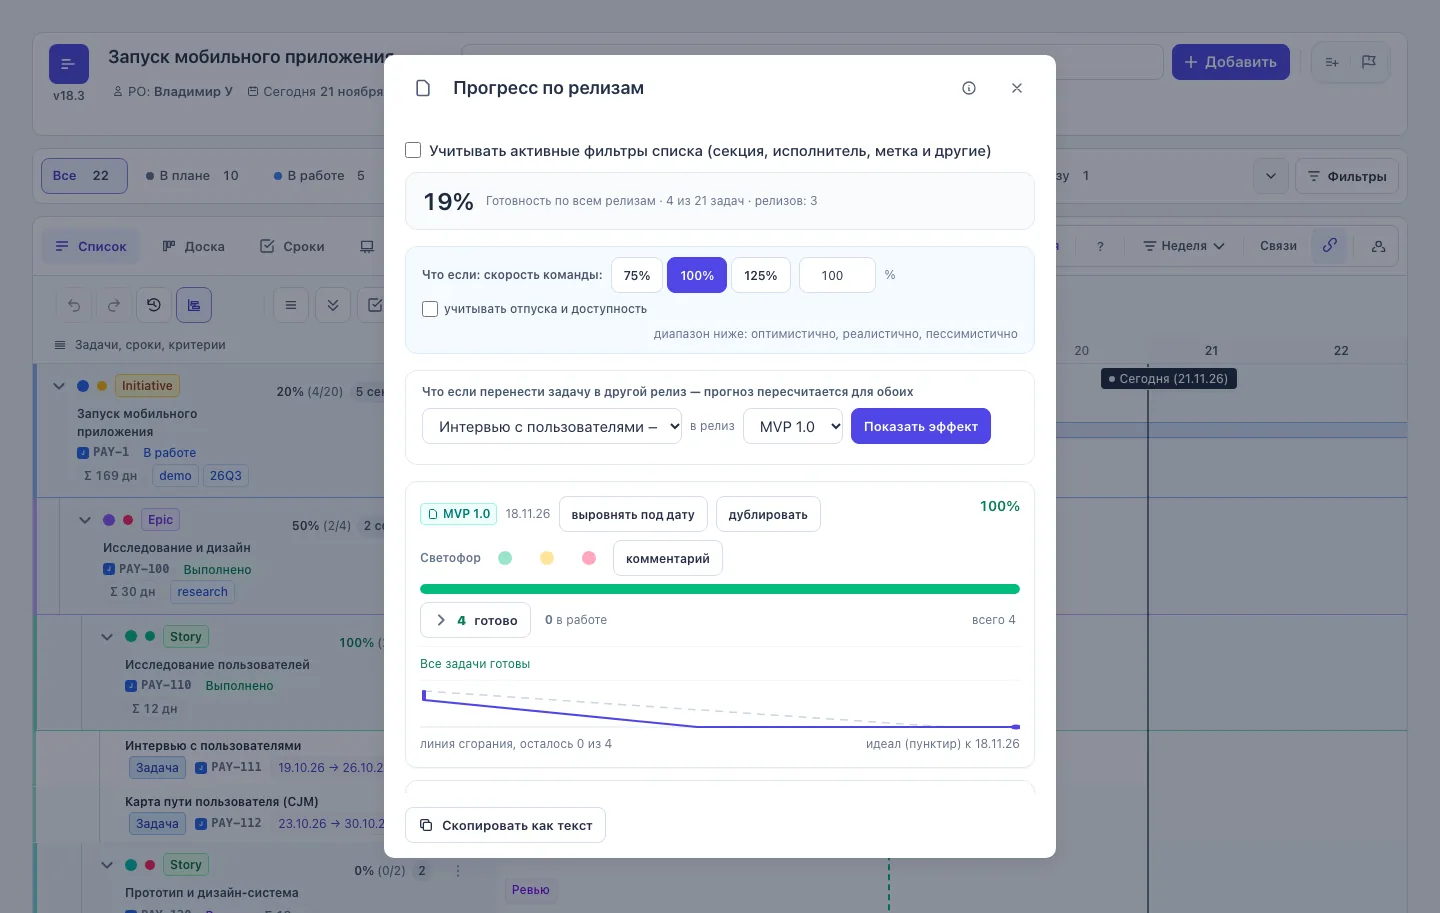 Запуск мобильного приложения
v18.3
PO: Владимир У
Сегодня 21 ноября
Добавить
Все 22
В плане 10
В работе 5
1
Фильтры
Список
Доска
Сроки
?
Неделя
Связи
Задачи, сроки, критерии
20
21
22
Сегодня (21.11.26)
Initiative
20% (4/20)
Запуск мобильного
приложения
PAY-1
В работе
Σ 169 дн
demo
26Q3
Epic
50% (2/4)
Исследование и дизайн
PAY-100
Выполнено
Σ 30 дн
research
Story
100%
Исследование пользователей
PAY-110
Выполнено
Σ 12 дн
Интервью с пользователями
Задача
PAY-111
19.10.26 →
Карта пути пользователя (CJM)
Задача
PAY-112
23.10.26 →
Story
0% (0/2)
2
Прототип и дизайн-система
Ревью
Прогресс по релизам
Учитывать активные фильтры списка (секция, исполнитель, метка и другие)
19%
Готовность по всем релизам · 4 из 21 задач · релизов: 3
Что если: скорость команды:
75%
100%
125%
100
%
учитывать отпуска и доступность
диапазон ниже: оптимистично, реалистично, пессимистично
Что если перенести задачу в другой релиз — прогноз пересчитается для обоих
Интервью с пользователями —
в релиз
MVP 1.0
Показать эффект
MVP 1.0
18.11.26
выровнять под дату
дублировать
100%
Светофор
комментарий
4 готово
0 в работе
всего 4
Все задачи готовы
линия сгорания, осталось 0 из 4
идеал (пунктир) к 18.11.26
Скопировать как текст